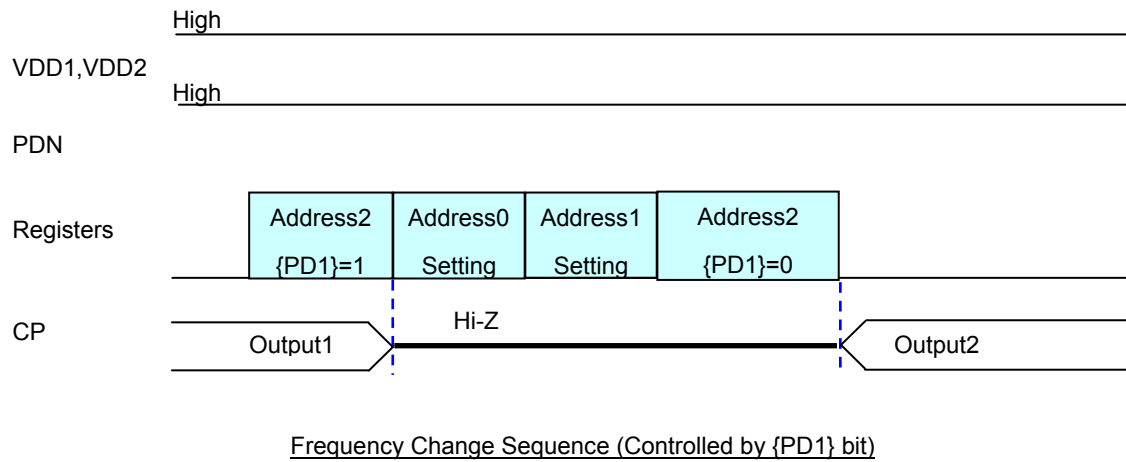 High
VDD1,VDD2
High
PDN
Registers
Address2
{PD1}=1
Address0
Setting
Address1
Setting
Address2
{PD1}=0
CP
Output1
Hi-Z
Output2
Frequency Change Sequence (Controlled by {PD1} bit)